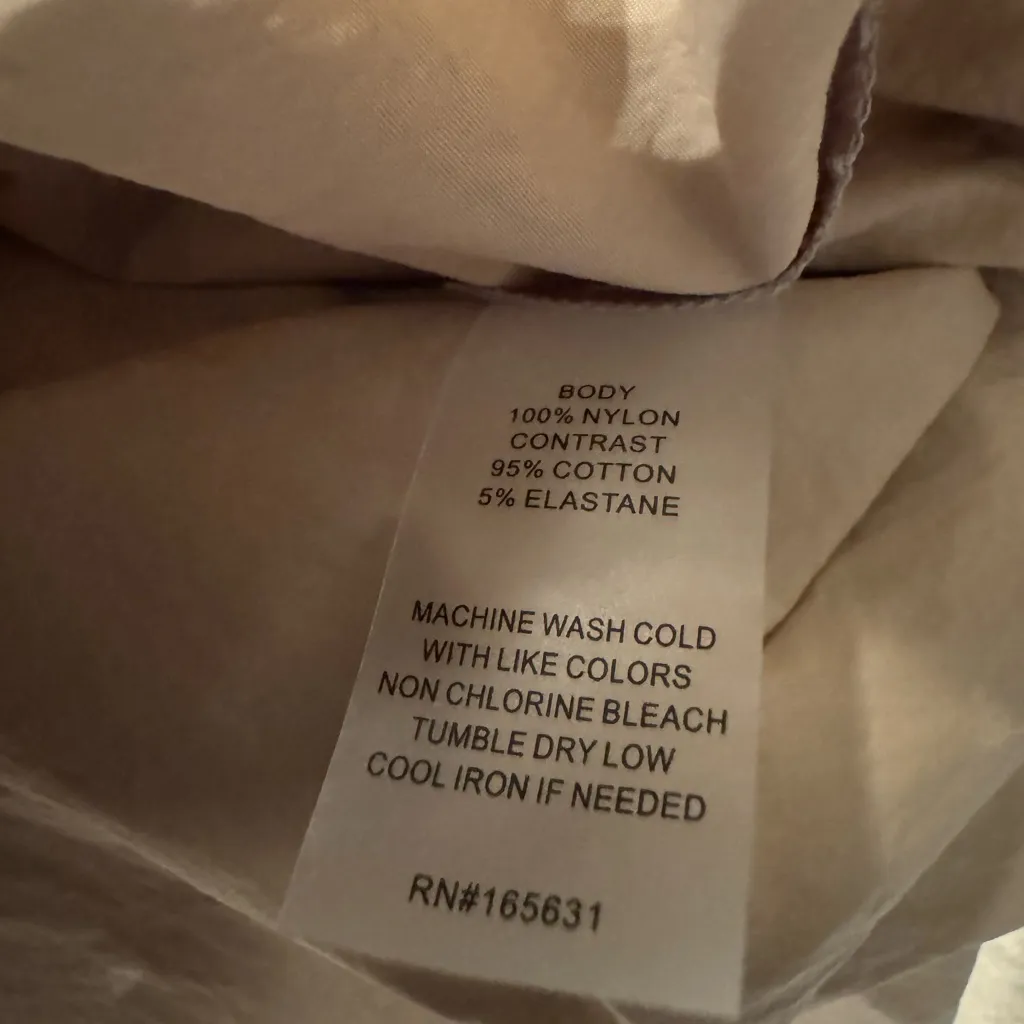 BODY
100% NYLON
CONTRAST
95% COTTON
5% ELASTANE
MACHINE WASH COLD
WITH LIKE COLORS
NON CHLORINE BLEACH
TUMBLE DRY LOW
COOL IRON IF NEEDED
RN#165631